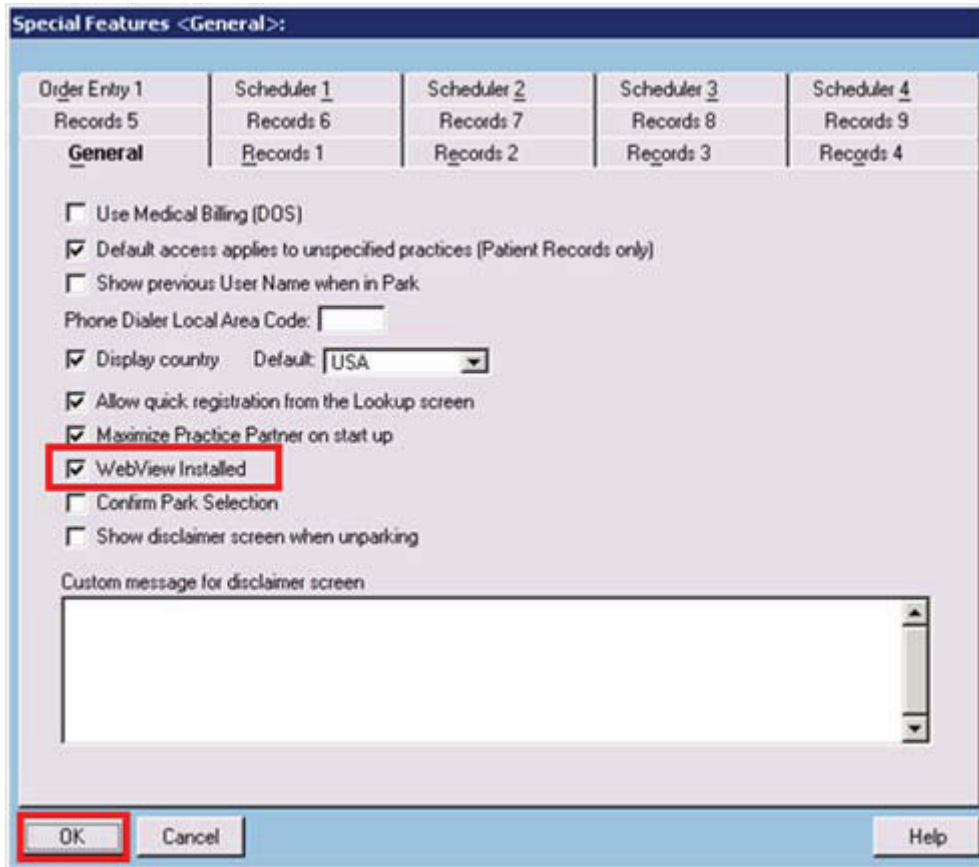 Special Features <General>:
Order Entry 1 Scheduler 1 Scheduler 2 Scheduler 3 Scheduler 4
Records 5 Records 6 Records 7 Records 8 Records 9
General Records 1 Records 2 Records 3 Records 4
Use Medical Billing (DOS)
Default access applies to unspecified practices (Patient Records only)
Show previous User Name when in Park
Phone Dialer Local Area Code:
Display country Default: USA
Allow quick registration from the Lookup screen
Maximize Practice Partner on start up
WebView Installed
Confirm Park Selection
Show disclaimer screen when unparking
Custom message for disclaimer screen
OK Cancel Help